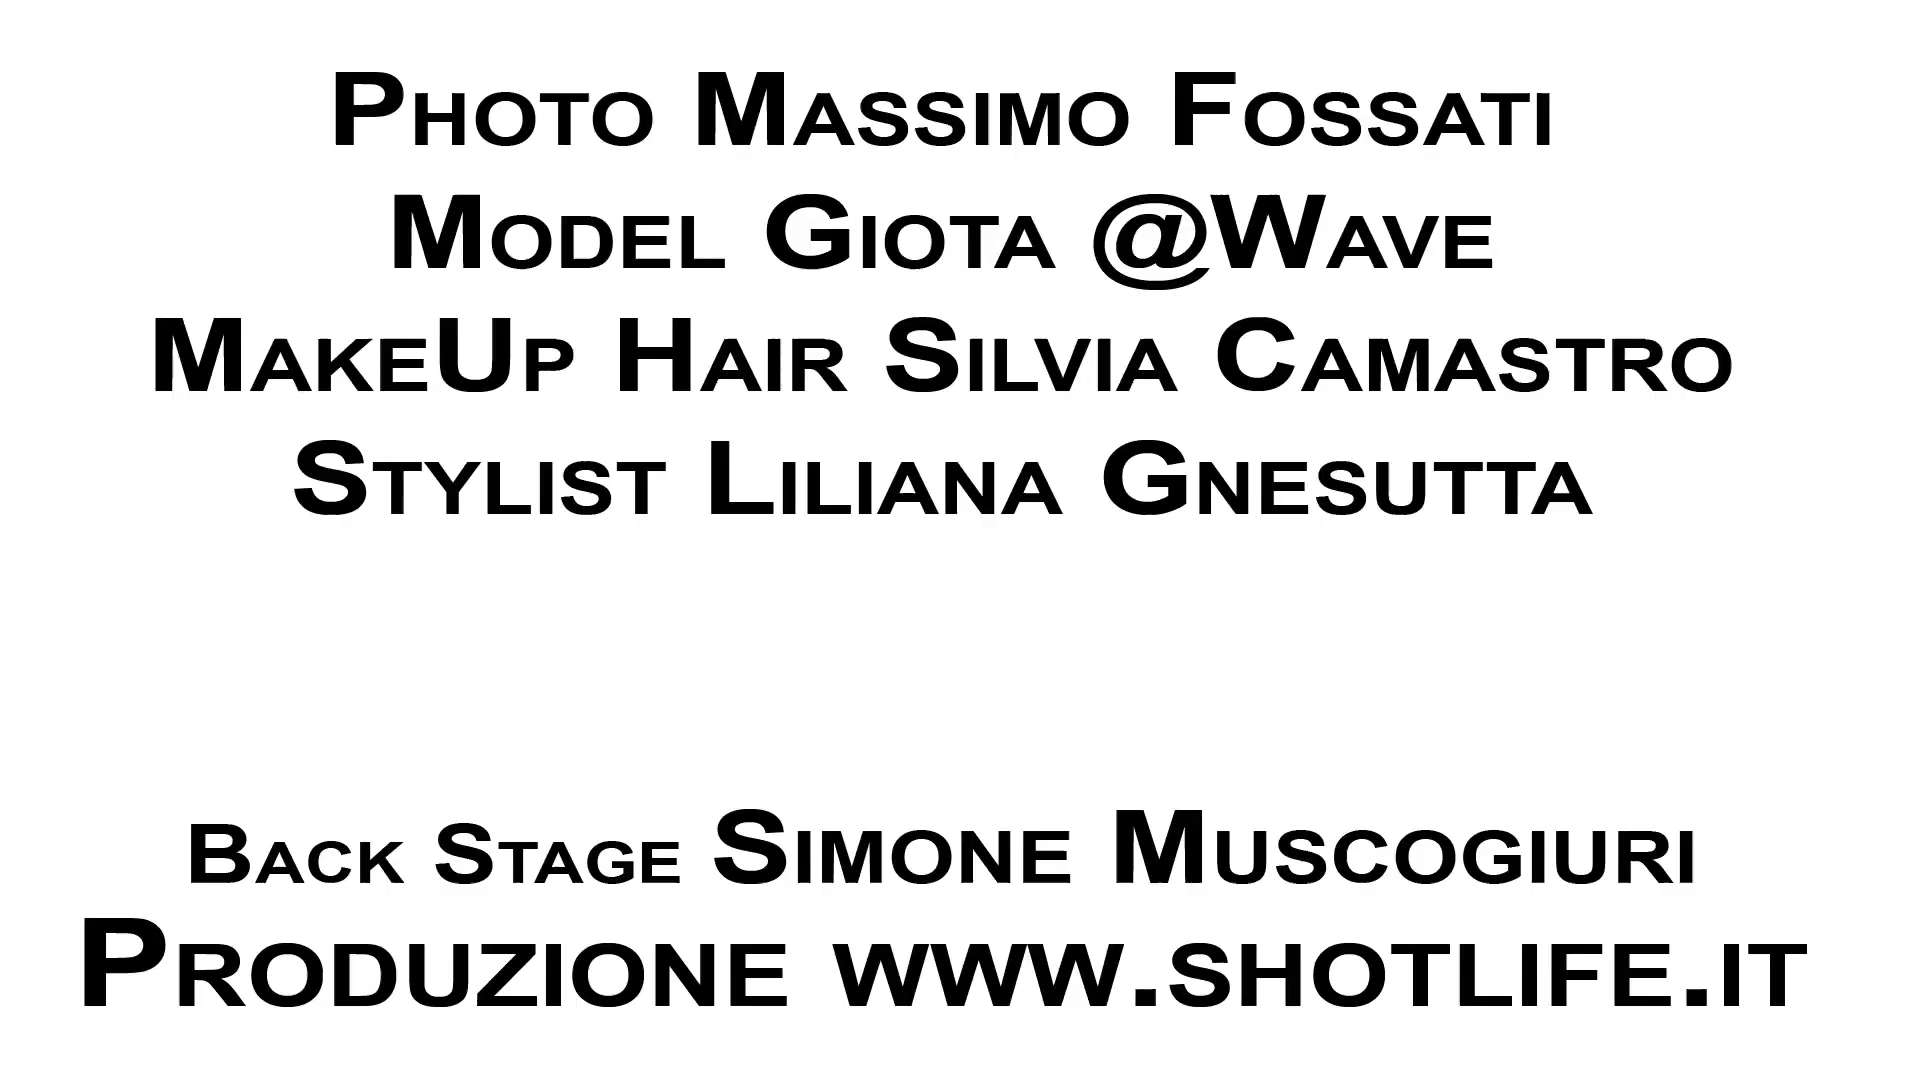 Photo Massimo Fossati
Model Giota @Wave
MakeUp Hair Silvia Camastro
Stylist Liliana Gnesutta
Back Stage Simone Muscogiuri
Produzione www.shotlife.it